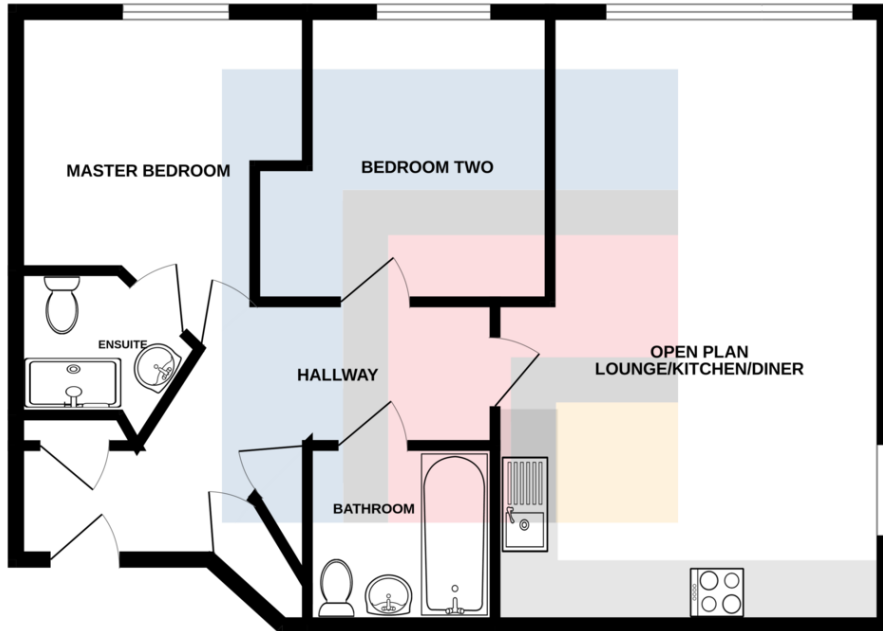 MASTER BEDROOM
BEDROOM TWO
ENSUITE
HALLWAY
OPEN PLAN
LOUNGE/KITCHEN/DINER
BATHROOM